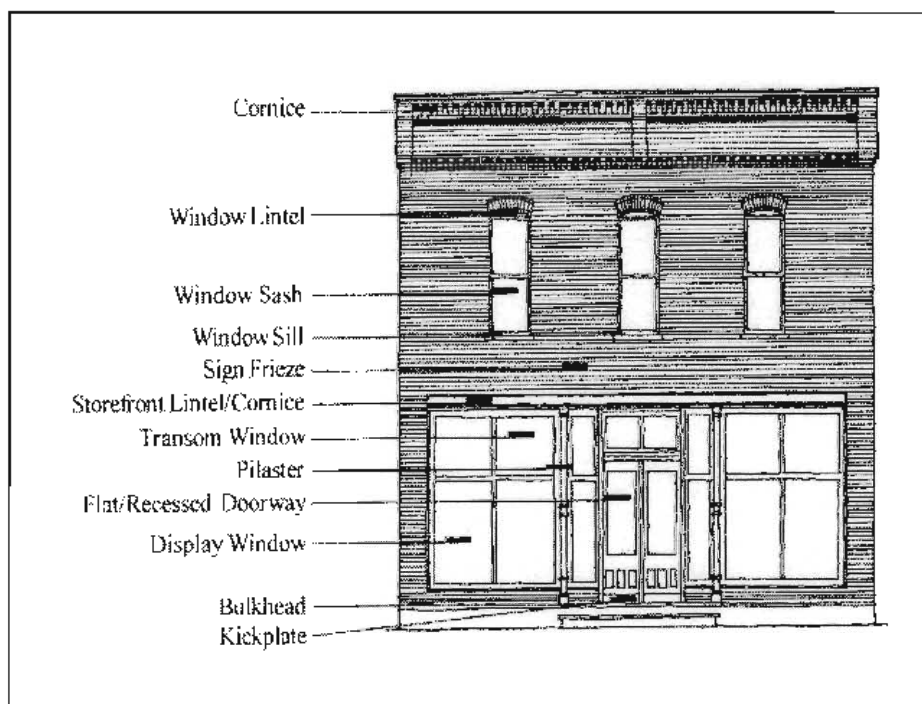 Cornice
Window Lintel
Window Sash
Window Sill
Sign Frieze
Storefront Lintel/Cornice
Transom Window
Pilaster
Flat/Recessed Doorway
Display Window
Bulkhead
Kickplate